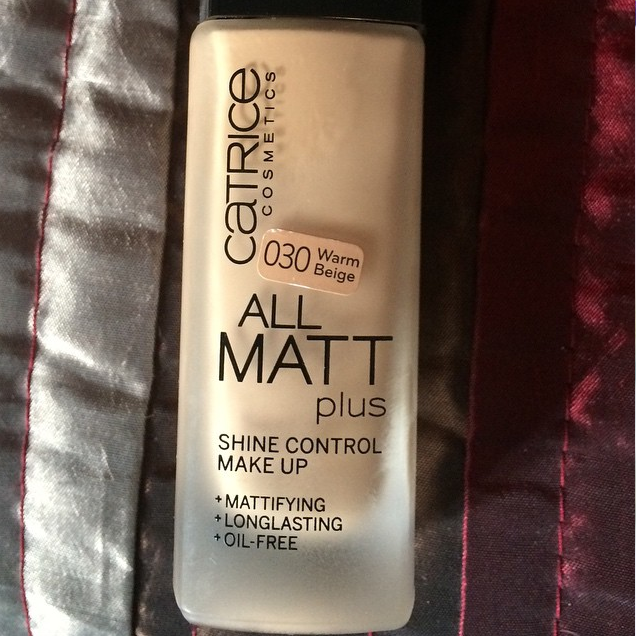 CATRICE
COSMETICS
030 Warm
Beige
ALL
MATT
plus
SHINE CONTROL
MAKE UP
+MATTIFYING
+LONGLASTING
+OIL-FREE